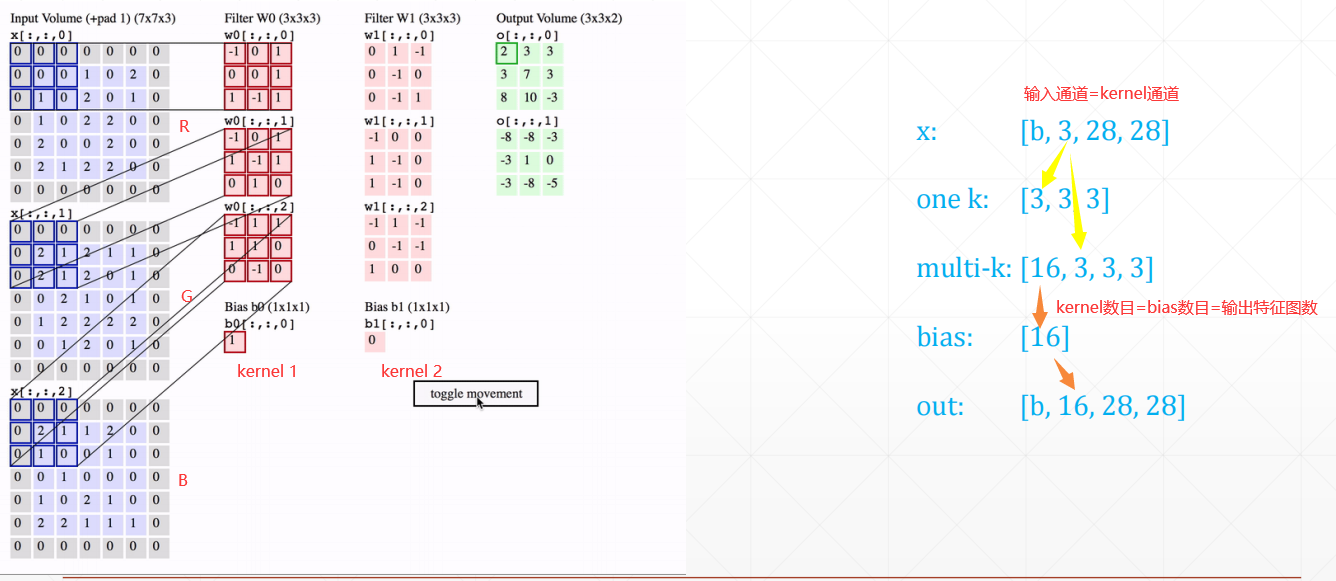 Input Volume (+pad 1) (7x7x3)
x[:,:,0]
0 0 0 0 0 0 0
0 0 0 1 0 2 0
0 1 0 2 0 1 0
0 1 0 2 2 0 0
R
0 2 0 0 2 0 0
0 2 1 2 2 0 0
0 0 0 0 0 0 0
x[:,:,1]
0 0 0 0 0 0 0
0 2 1 2 1 1 0
0 2 1 2 0 1 0
0 0 2 1 0 1 0
G
0 1 2 2 2 2 0
0 0 1 2 0 1 0
0 0 0 0 0 0 0
x[:,:,2]
0 0 0 0 0 0 0
0 2 1 1 2 0 0
0 1 0 0 1 0 0
0 0 1 0 0 0 0
B
0 1 0 2 1 0 0
0 2 2 1 1 1 0
0 0 0 0 0 0 0
Filter W0 (3x3x3)
w0[:,:,0]
-1 0 1
0 0 1
1 -1 1
w0[:,:,1]
-1 0 1
1 -1 1
0 1 0
w0[:,:,2]
-1 1 1
1 1 0
0 -1 0
Bias b0 (1x1x1)
b0[:,:,0]
1
kernel 1
Filter W1 (3x3x3)
w1[:,:,0]
0 1 -1
0 -1 0
0 -1 1
w1[:,:,1]
-1 0 0
1 -1 0
1 -1 0
w1[:,:,2]
-1 1 -1
0 -1 -1
1 0 0
Bias b1 (1x1x1)
b1[:,:,0]
0
kernel 2
toggle movement
Output Volume (3x3x2)
o[:,:,0]
2 3 3
3 7 3
8 10 -3
o[:,:,1]
-8 -8 -3
-3 1 0
-3 -8 -5
输入通道=kernel通道
x: [b, 3, 28, 28]
one k: [3, 3, 3]
multi-k: [16, 3, 3, 3]
kernel数目=bias数目=输出特征图数
bias: [16]
out: [b, 16, 28, 28]